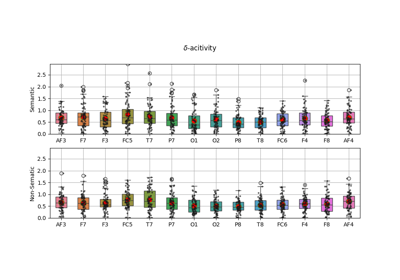 δ-acitivity
2.5
2.0
1.5
1.0
0.5
0.0
Semantic
AF3 F7 F3 FC5 T7 P7 O1 O2 P8 T8 FC6 F4 F8 AF4
2.5
2.0
1.5
1.0
0.5
0.0
Non-Sematic
AF3 F7 F3 FC5 T7 P7 O1 O2 P8 T8 FC6 F4 F8 AF4